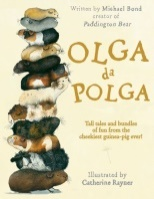 Written by Michael Bond
creator of
Paddington Bear
OLGA
da
POLGA
Tall tales and bundles
of fun from the
cheekiest guinea-pig ever!
Illustrated by
Catherine Rayner